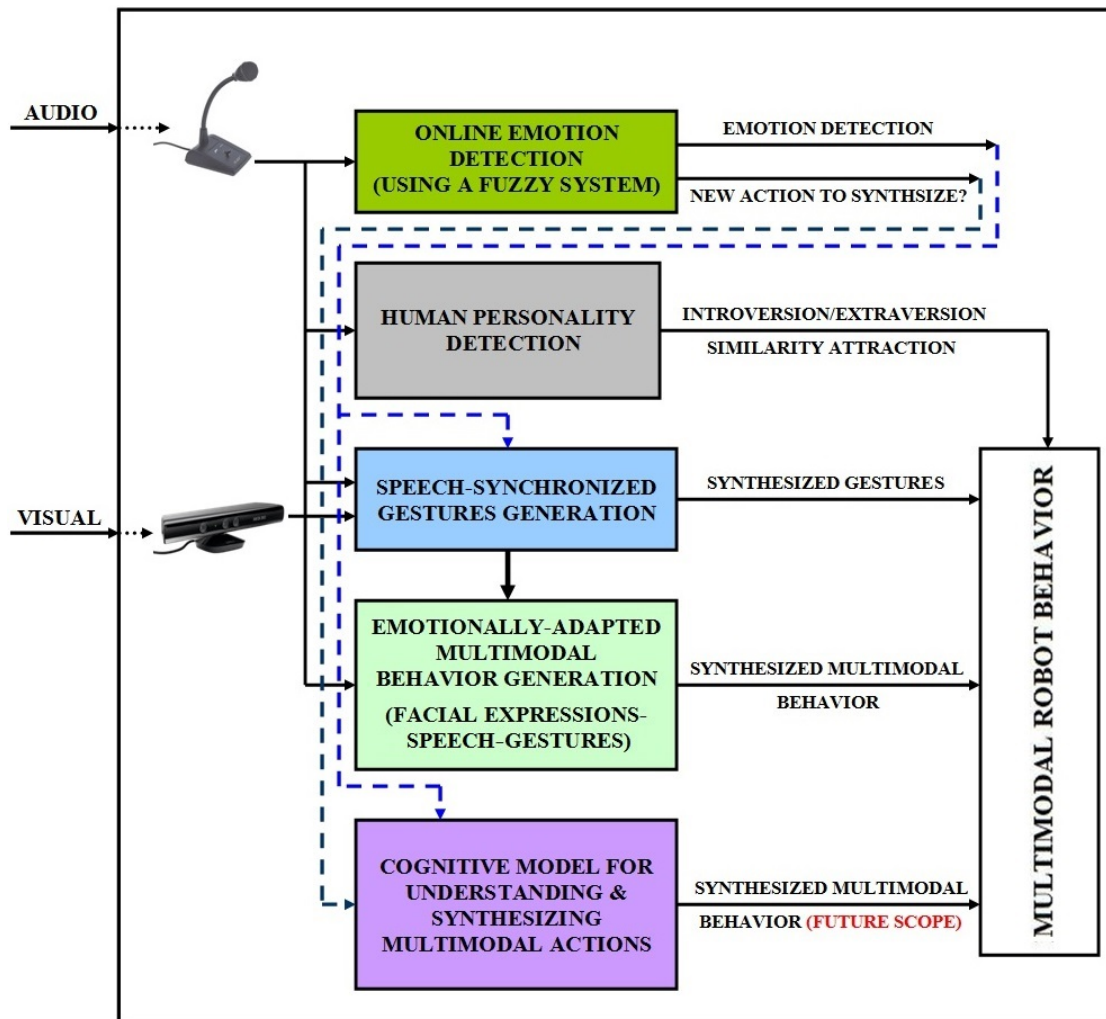 AUDIO
ONLINE EMOTION
DETECTION
(USING A FUZZY SYSTEM)
EMOTION DETECTION
NEW ACTION TO SYNTHSIZE?
HUMAN PERSONALITY
DETECTION
INTROVERSION/EXTRAVERSION
SIMILARITY ATTRACTION
VISUAL
SPEECH-SYNCHRONIZED
GESTURES GENERATION
SYNTHESIZED GESTURES
EMOTIONALLY-ADAPTED
MULTIMODAL
BEHAVIOR GENERATION
(FACIAL EXPRESSIONS-
SPEECH-GESTURES)
SYNTHESIZED MULTIMODAL
BEHAVIOR
COGNITIVE MODEL FOR
UNDERSTANDING &
SYNTHESIZING
MULTIMODAL ACTIONS
SYNTHESIZED MULTIMODAL
BEHAVIOR (FUTURE SCOPE)
MULTIMODAL ROBOT BEHAVIOR